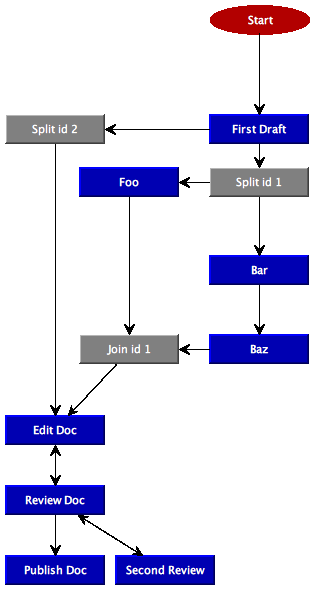 Start
Split id 2
First Draft
Foo
Split id 1
Bar
Join id 1
Baz
Edit Doc
Review Doc
Publish Doc
Second Review